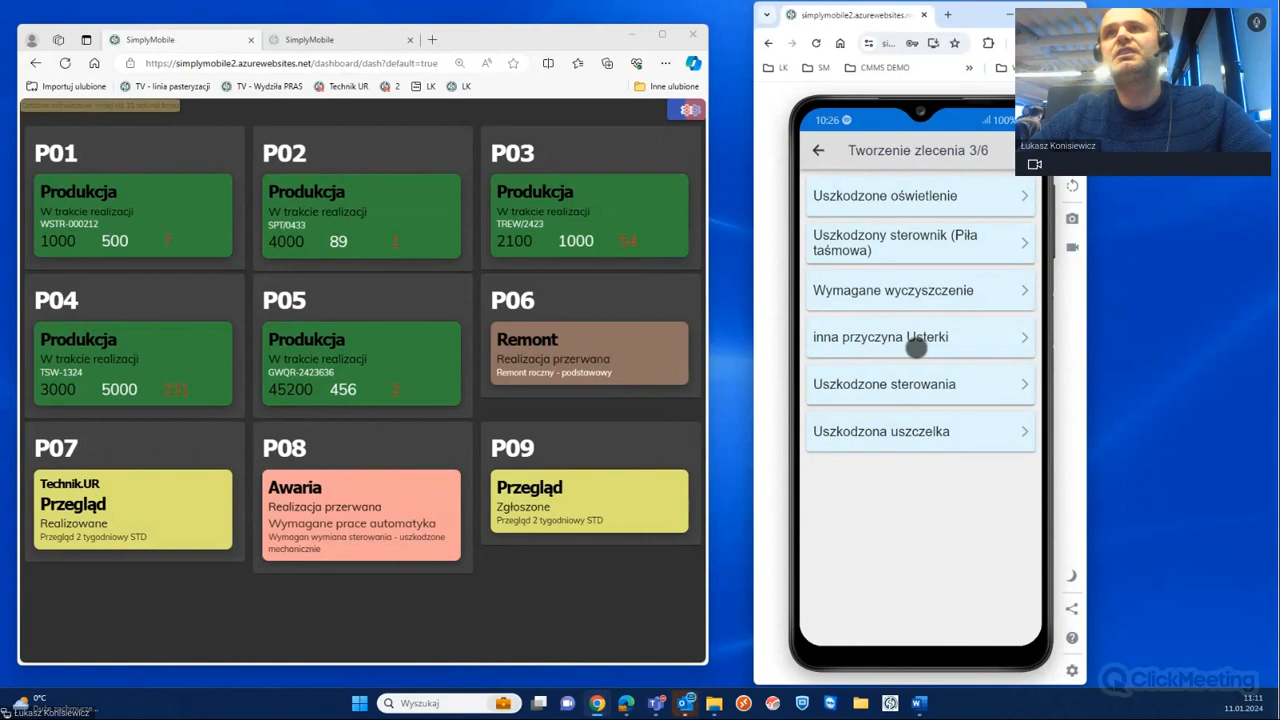 SimplyMobile
SimplyMobile
https://simplymobile2.azurewebsites.net/dashboard/dash?default=true
Importuj ulubione
TV - linia pasteryzacji
TV - Wydziła PRAS
Technik UR
2
LK
LK
Inne ulubione
P01
Produkcja
W trakcie realizacji
WSTR-000212
1000 500 7
P02
Produkcja
W trakcie realizacji
SPT/0433
4000 89 1
P03
Produkcja
W trakcie realizacji
TREW/2423
2100 1000 54
P04
Produkcja
W trakcie realizacji
TSW-1324
3000 5000 231
P05
Produkcja
W trakcie realizacji
GWQR-2423636
45200 456 2
P06
Remont
Realizacja przerwana
Remont roczny - podstawowy
P07
Technik.UR
Przegląd
Realizowane
Przegląd 2 tygodniowy STD
P08
Awaria
Realizacja przerwana
Wymagane prace automatyka
Wymagan wymiana sterowania - uszkodzone
mechanicznie
P09
Przegląd
Zgłoszone
Przegląd 2 tygodniowy STD
simplymobile2.azurewebsites.ne
simplymo
LK
SM
CMMS DEMO
»
10:26
100%
Tworzenie zlecenia 3/6
Uszkodzone oświetlenie
Uszkodzony sterownik (Piła
taśmowa)
Wymagane wyczyszczenie
inna przyczyna Usterki
Uszkodzone sterowania
Uszkodzona uszczelka
Łukasz Konisiewicz
ClickMeeting
0°C
Łukasz Konisiewicz
Wyszukaj
11:11
11.01.2024